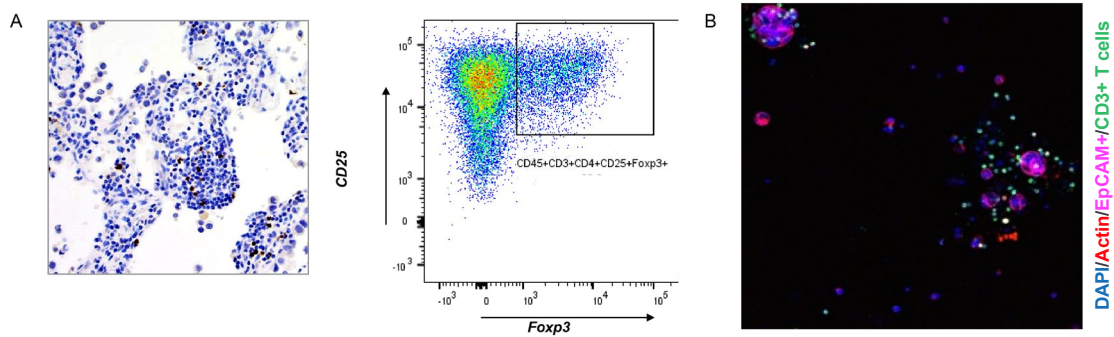 A
B
CD25
10⁵
10⁴
10³
0
-10³
CD45+CD3+CD4+CD25+Foxp3+
-10³ 0 10³ 10⁴ 10⁵
Foxp3
DAPI/Actin/EpCAM+/CD3+ T cells